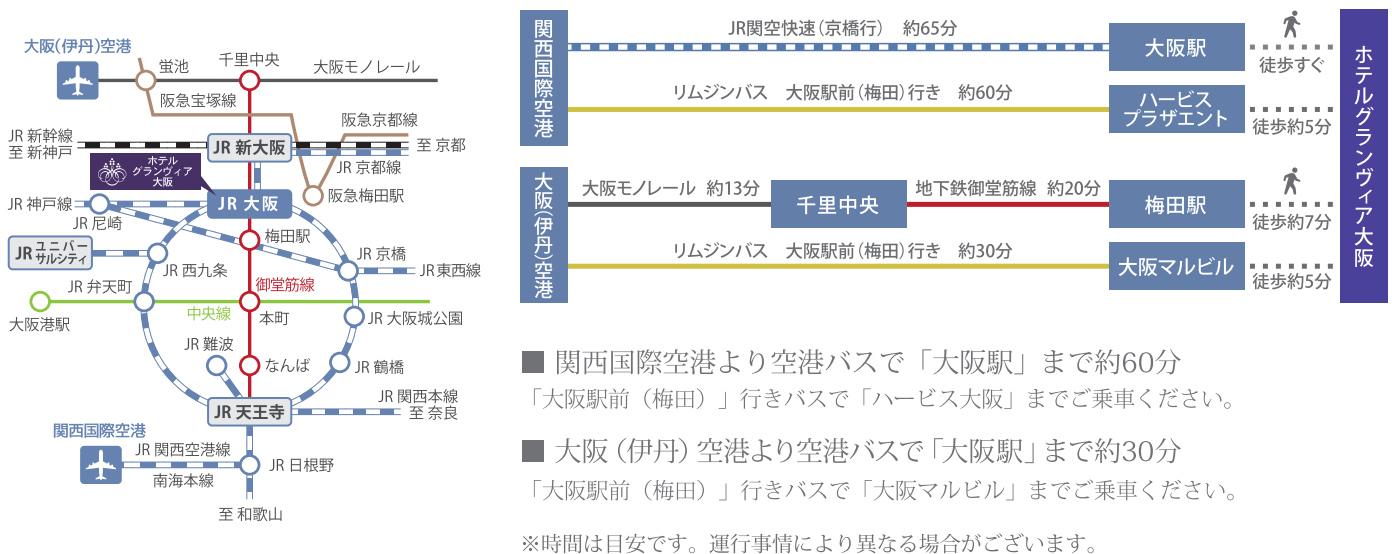 大阪(伊丹)空港
蛍池
千里中央
大阪モノレール
阪急宝塚線
阪急京都線
JR 新幹線
至 新神戸
JR 新大阪
至 京都
JR 京都線
ホテル
グランヴィア
大阪
阪急梅田駅
JR 神戸線
JR 大阪
JR 尼崎
梅田駅
JR ユニバーサルシティ
JR 京橋
JR 西九条
JR 東西線
JR 弁天町
御堂筋線
中央線
大阪港駅
本町
JR 大阪城公園
JR 難波
なんば
JR 鶴橋
JR 関西本線
至 奈良
JR 天王寺
関西国際空港
JR 関西空港線
南海本線
JR 日根野
至 和歌山
関西国際空港
JR関空快速(京橋行) 約65分
大阪駅
徒歩すぐ
リムジンバス 大阪駅前(梅田)行き 約60分
ハービス
プラザエント
徒歩約5分
大阪(伊丹)空港
大阪モノレール 約13分
千里中央
地下鉄御堂筋線 約20分
梅田駅
徒歩約7分
リムジンバス 大阪駅前(梅田)行き 約30分
大阪マルビル
徒歩約5分
ホテルグランヴィア大阪
■ 関西国際空港より空港バスで「大阪駅」まで約60分
「大阪駅前（梅田）」行きバスで「ハービス大阪」までご乗車ください。
■ 大阪（伊丹）空港より空港バスで「大阪駅」まで約30分
「大阪駅前（梅田）」行きバスで「大阪マルビル」までご乗車ください。
※時間は目安です。運行事情により異なる場合がございます。